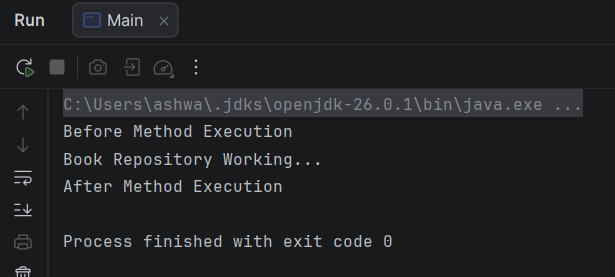 Run
Main
C:\Users\ashwa\.jdks\openjdk-26.0.1\bin\java.exe ...
Before Method Execution
Book Repository Working...
After Method Execution
Process finished with exit code 0